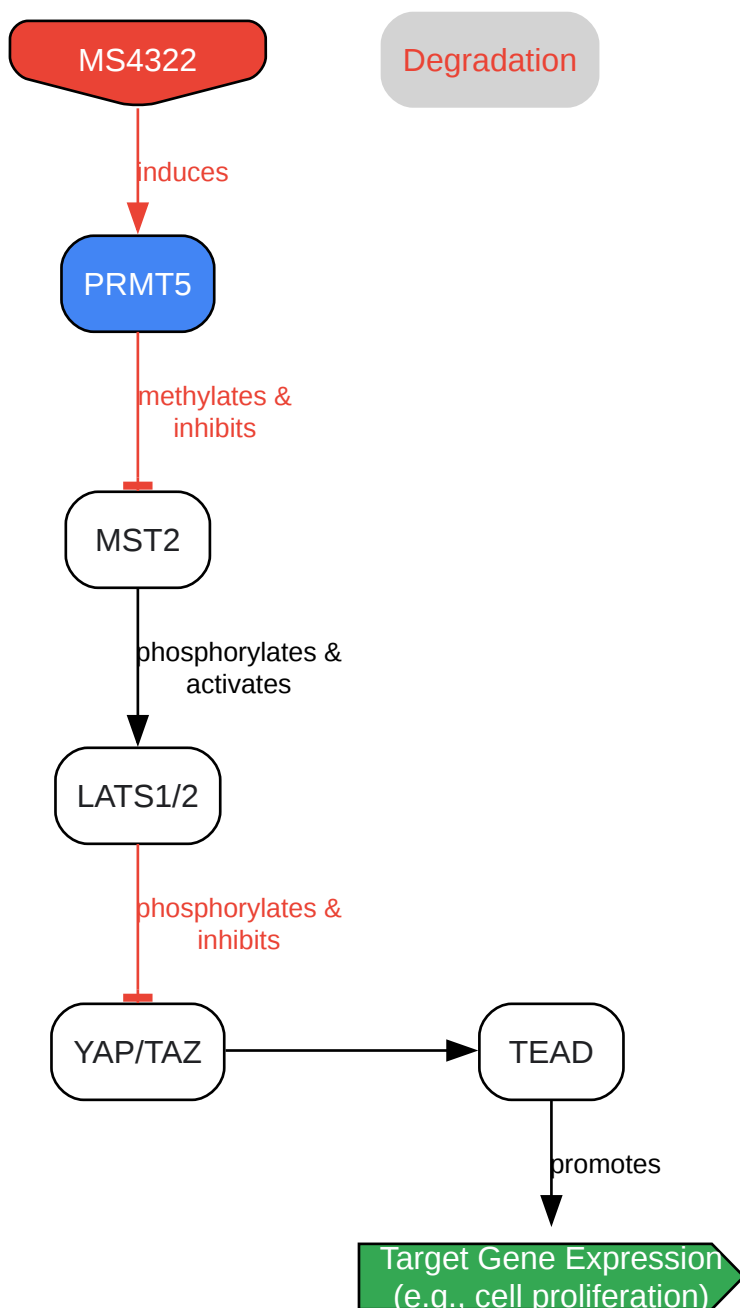 MS4322
Degradation
induces
PRMT5
methylates &
inhibits
MST2
phosphorylates &
activates
LATS1/2
phosphorylates &
inhibits
YAP/TAZ
TEAD
promotes
Target Gene Expression
(e.g., cell proliferation)